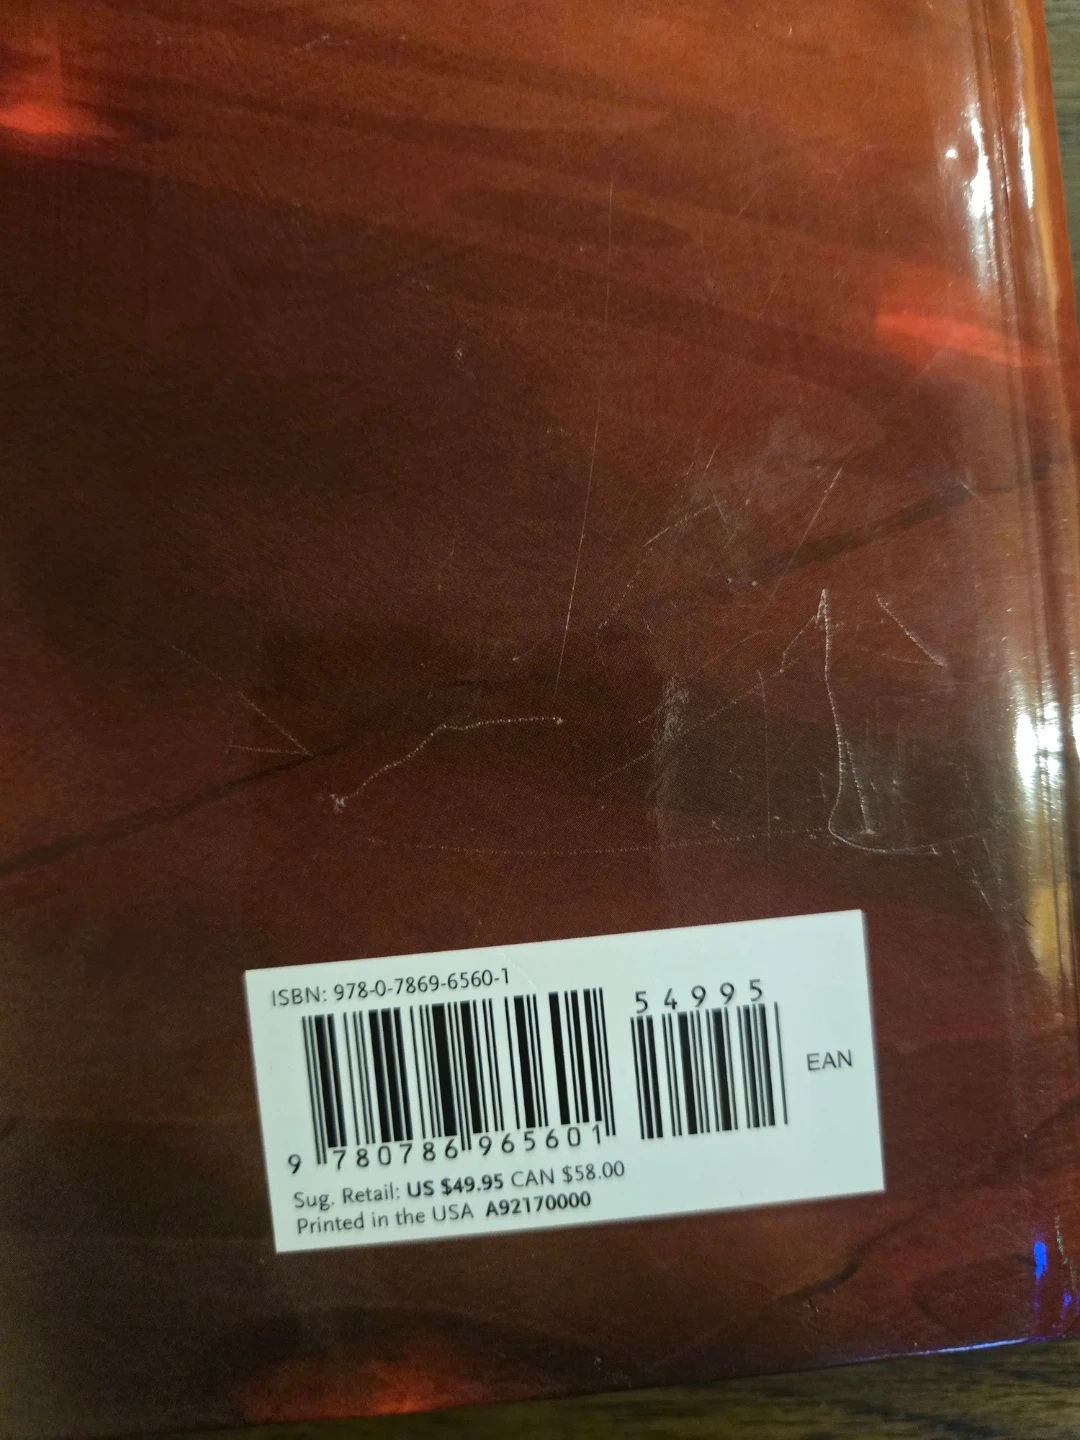 ISBN: 978-0-7869-6560-1
54995
EAN
9 780786 965601
Sug. Retail: US $49.95 CAN $58.00
Printed in the USA A92170000